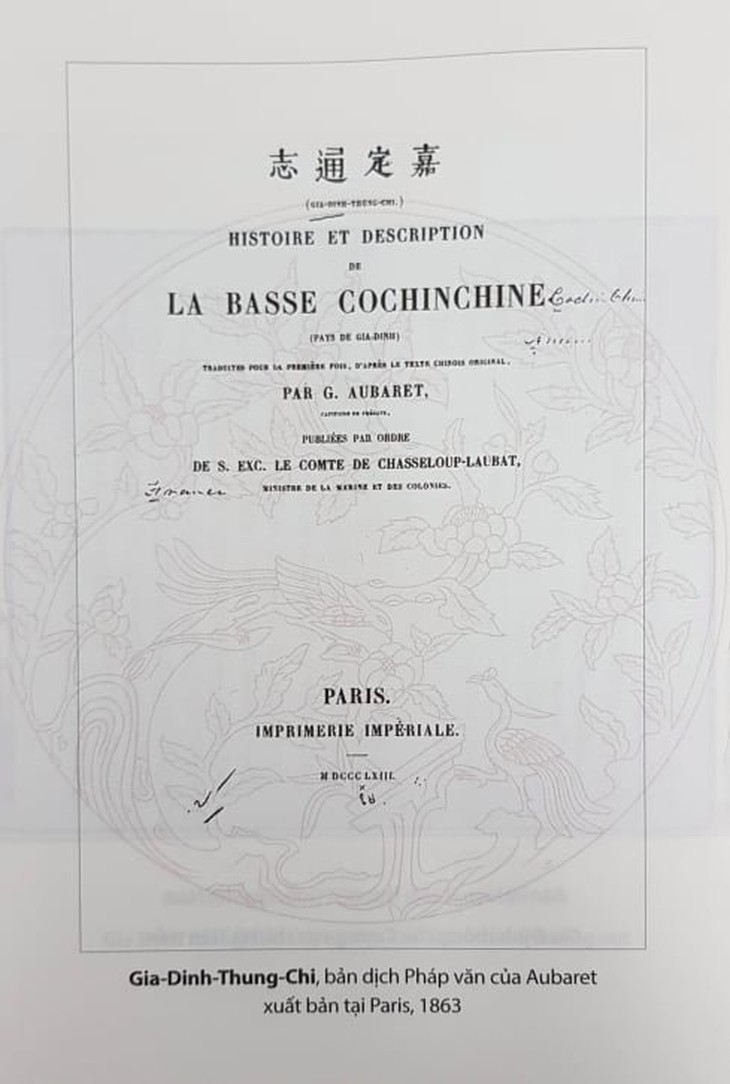 志通定嘉
(GIA-DINH-THUNG-CHI.)
HISTOIRE ET DESCRIPTION
DE
LA BASSE COCHINCHINE
(PAYS DE GIA-DINH)
TRADUITES POUR LA PREMIÈRE FOIS, D'APRÈS LE TEXTE CHINOIS ORIGINAL,
PAR G. AUBARET,
CAPITAINE DE FRÉGATE,
PUBLIÉES PAR ORDRE
DE S. EXC. LE COMTE DE CHASSELOUP-LAUBAT,
MINISTRE DE LA MARINE ET DES COLONIES.
PARIS.
IMPRIMERIE IMPÉRIALE.
M DCCC LXIII.
Gia-Dinh-Thung-Chi, bản dịch Pháp văn của Aubaret
xuất bản tại Paris, 1863